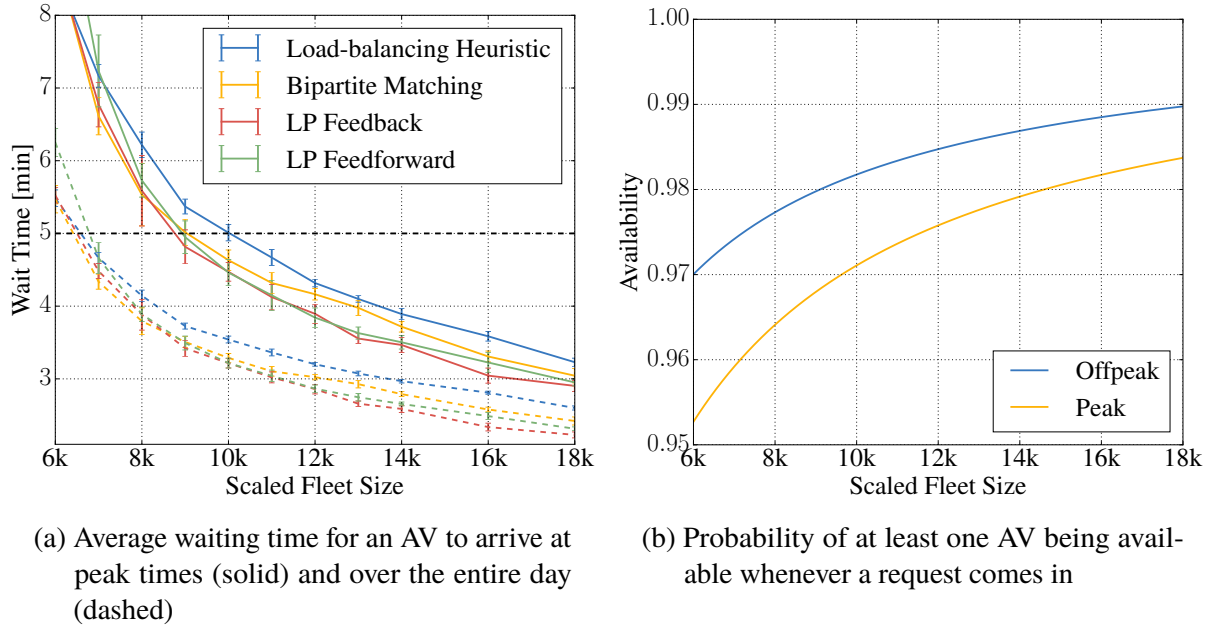 8
7
6
5
4
3
Wait Time [min]
Load-balancing Heuristic
Bipartite Matching
LP Feedback
LP Feedforward
6k 8k 10k 12k 14k 16k 18k
Scaled Fleet Size
(a) Average waiting time for an AV to arrive at
peak times (solid) and over the entire day
(dashed)
1.00
0.99
0.98
0.97
0.96
0.95
Availability
Offpeak
Peak
6k 8k 10k 12k 14k 16k 18k
Scaled Fleet Size
(b) Probability of at least one AV being avail-
able whenever a request comes in